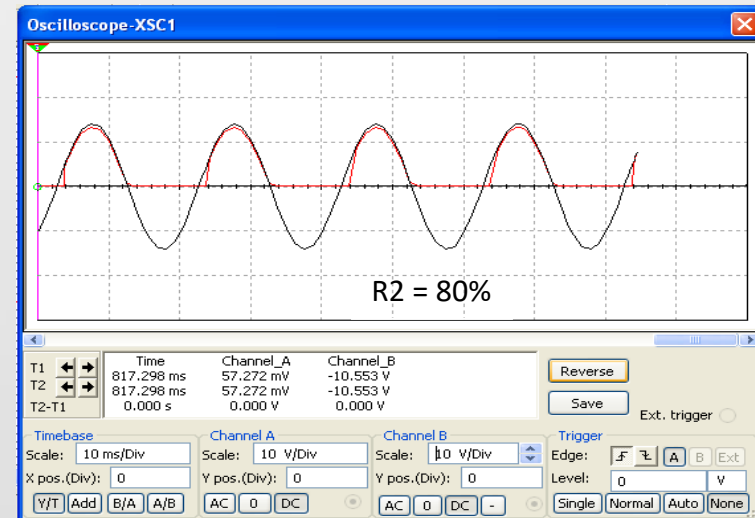 Oscilloscope-XSC1
R2 = 80%
Time Channel_A Channel_B
T1 817.298 ms 57.272 mV -10.553 V
T2 817.298 ms 57.272 mV -10.553 V
T2-T1 0.000 s 0.000 V 0.000 V
Reverse
Save
Ext. trigger
Timebase
Scale: 10 ms/Div
X pos.(Div): 0
Y/T Add B/A A/B
Channel A
Scale: 10 V/Div
Y pos.(Div): 0
AC 0 DC
Channel B
Scale: 10 V/Div
Y pos.(Div): 0
AC 0 DC -
Trigger
Edge: A B Ext
Level: 0 V
Single Normal Auto None